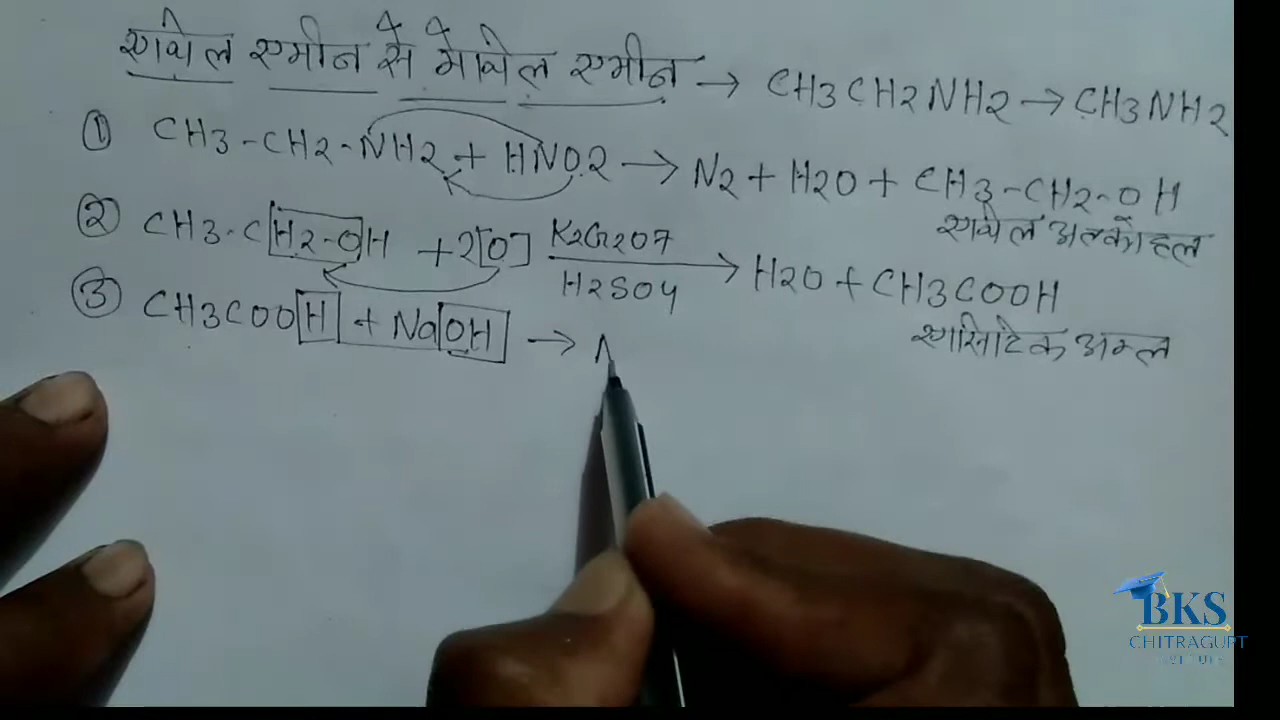 एथिल एमीन से मेथिल एमीन → CH3CH2NH2 → CH3NH2
① CH3-CH2-NH2 + HNO2 → N2 + H2O + CH3-CH2-OH
एथिल अल्कोहल
② CH3-CH2-OH + 2[O] K2Cr2O7 / H2SO4 → H2O + CH3COOH
एसिटिक अम्ल
③ CH3COOH + NaOH →
BKS
CHITRAGUPT